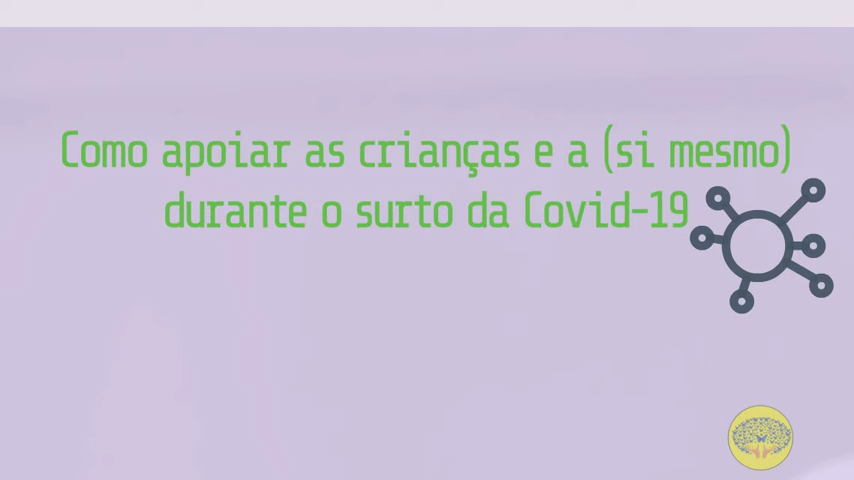 Como apoiar as crianças e a (si mesmo)
durante o surto da Covid-19